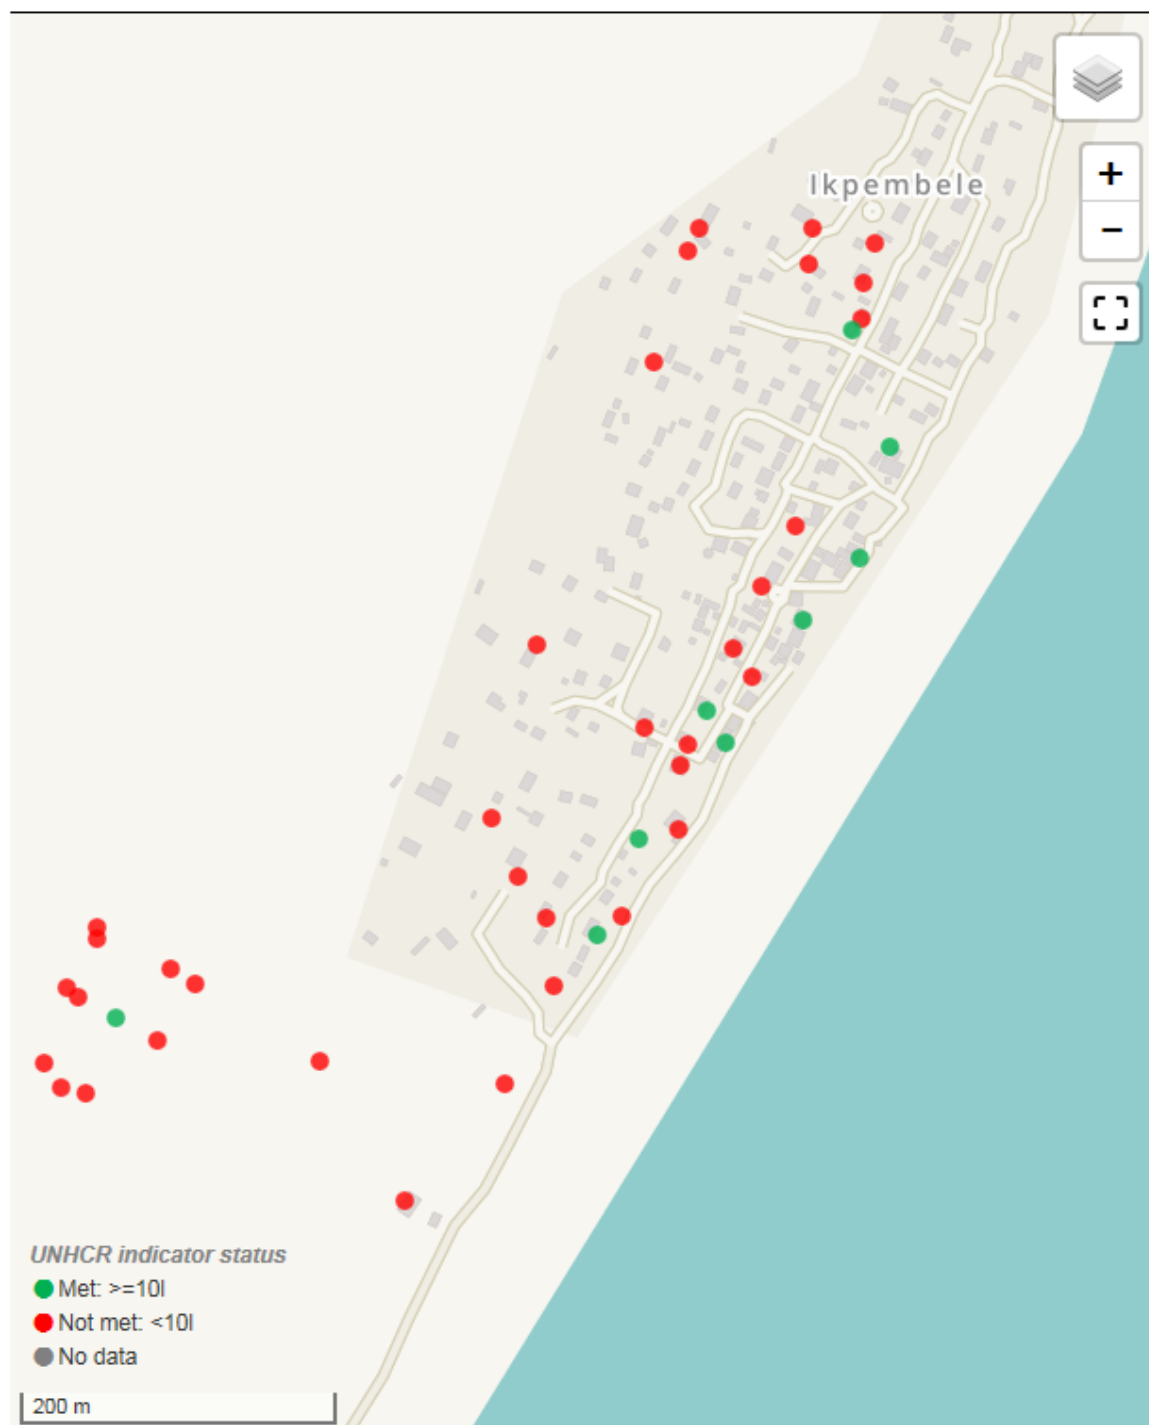 Ikpembele
+
−
UNHCR indicator status
Met: >=10l
Not met: <10l
No data
200 m